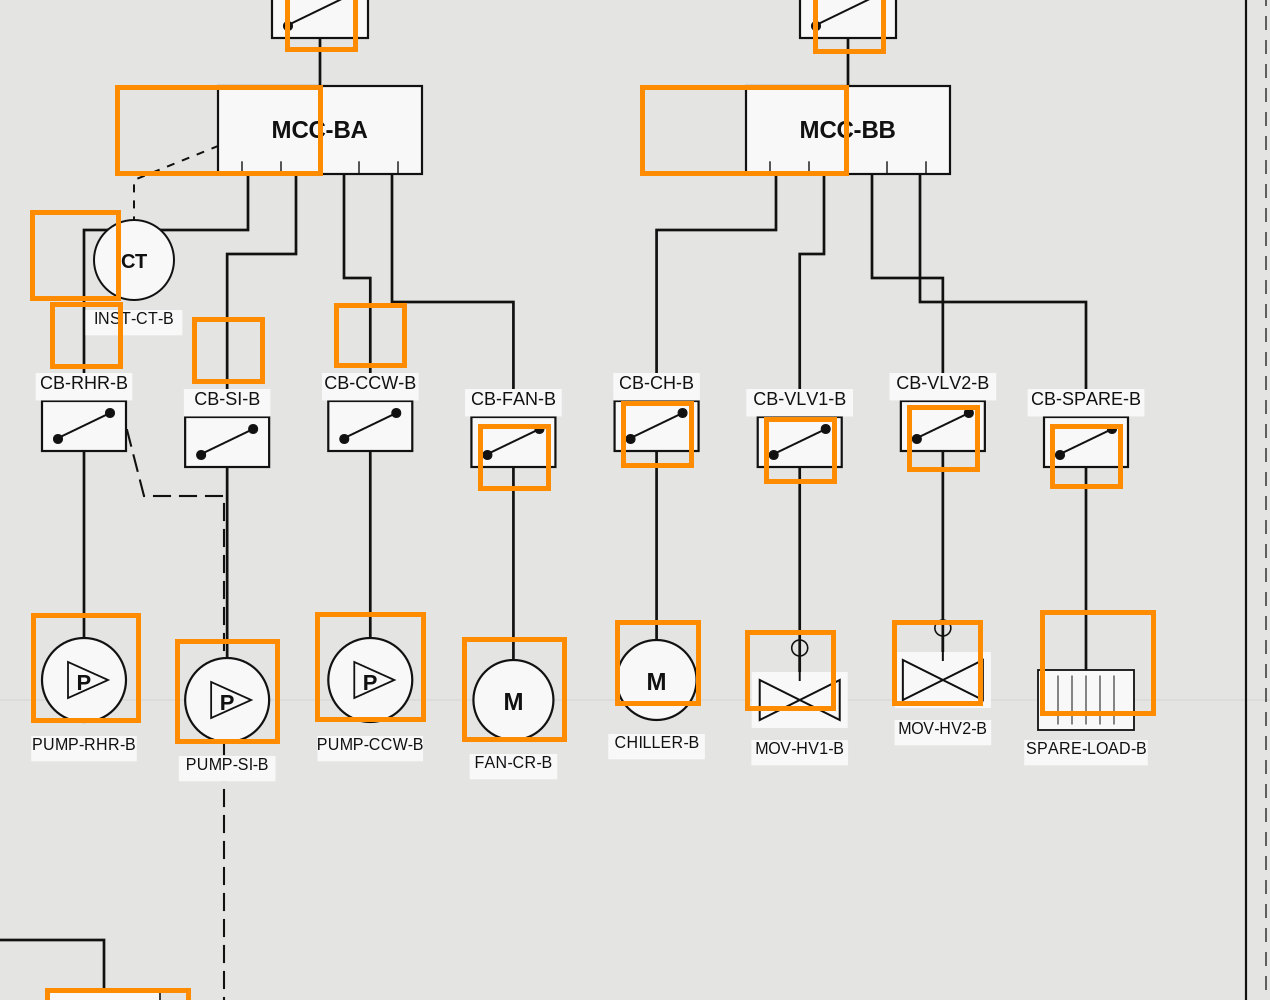 MCC-BA
MCC-BB
CT
INST-CT-B
CB-RHR-B
CB-SI-B
CB-CCW-B
CB-FAN-B
CB-CH-B
CB-VLV1-B
CB-VLV2-B
CB-SPARE-B
P
P
P
M
M
PUMP-RHR-B
PUMP-SI-B
PUMP-CCW-B
FAN-CR-B
CHILLER-B
MOV-HV1-B
MOV-HV2-B
SPARE-LOAD-B